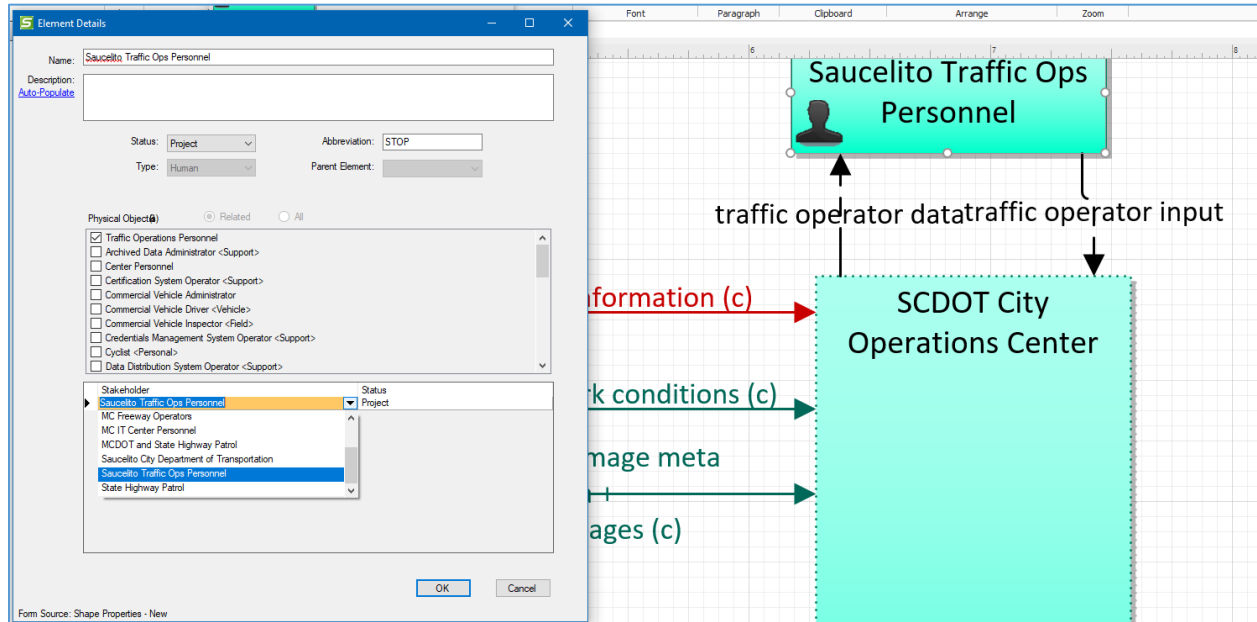 Element Details
Name: Saucelito Traffic Ops Personnel
Description:
Auto-Populate
Status: Project
Abbreviation: STOP
Type: Human
Parent Element:
Physical Object(s)
Related
All
Traffic Operations Personnel
Archived Data Administrator <Support>
Center Personnel
Certification System Operator <Support>
Commercial Vehicle Administrator
Commercial Vehicle Driver <Vehicle>
Commercial Vehicle Inspector <Field>
Credentials Management System Operator <Support>
Cyclist <Personal>
Data Distribution System Operator <Support>
Stakeholder Status
Saucelito Traffic Ops Personnel Project
MC Freeway Operators
MC IT Center Personnel
MCDOT and State Highway Patrol
Saucelito City Department of Transportation
Saucelito Traffic Ops Personnel
State Highway Patrol
OK Cancel
Form Source: Shape Properties - New
Font Paragraph Clipboard Arrange Zoom
6 7 8
Saucelito Traffic Ops
Personnel
traffic operator data
traffic operator input
nformation (c)
SCDOT City
Operations Center
rk conditions (c)
mage meta
ages (c)